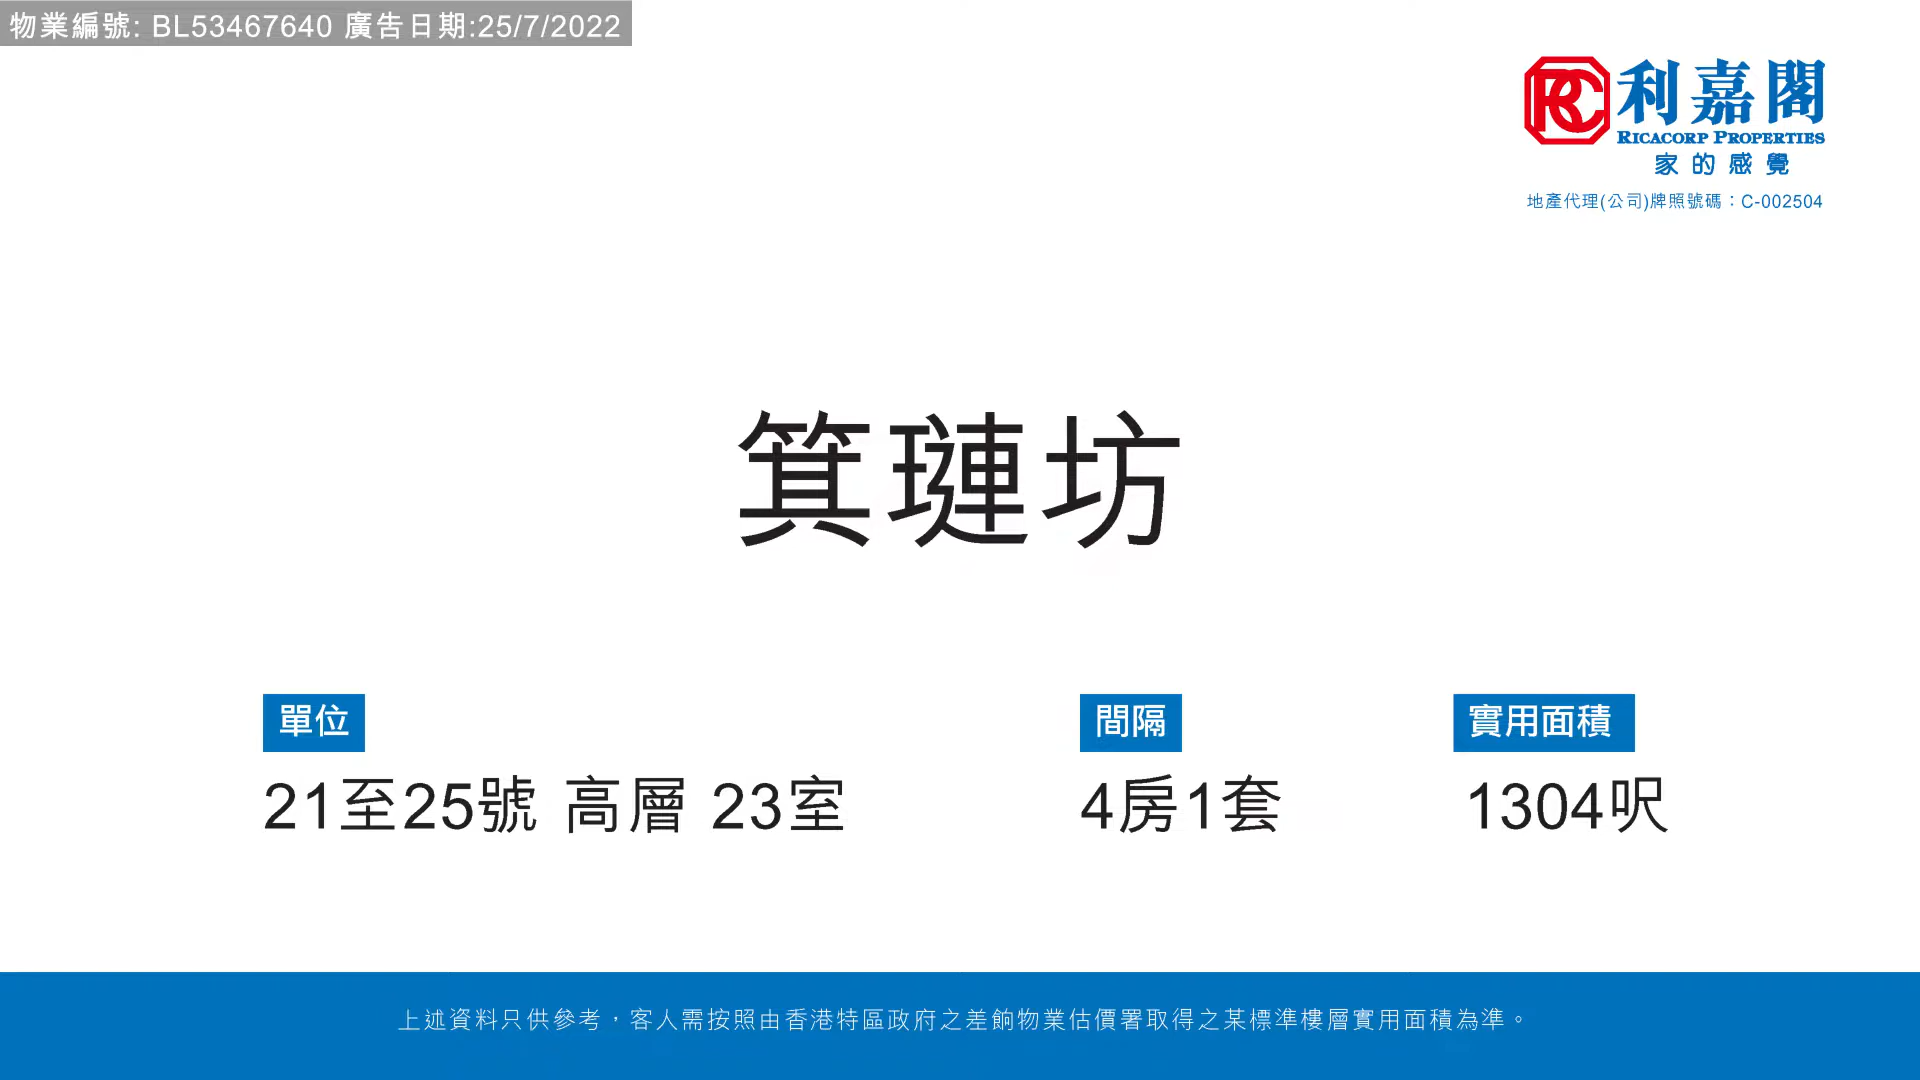 物業編號: BL53467640 廣告日期:25/7/2022
利嘉閣
RICACORP PROPERTIES
家的感覺
地產代理(公司)牌照號碼：C-002504
箕璉坊
單位
21至25號 高層 23室
間隔
4房1套
實用面積
1304呎
上述資料只供參考，客人需按照由香港特區政府之差餉物業估價署取得之某標準樓層實用面積為準。